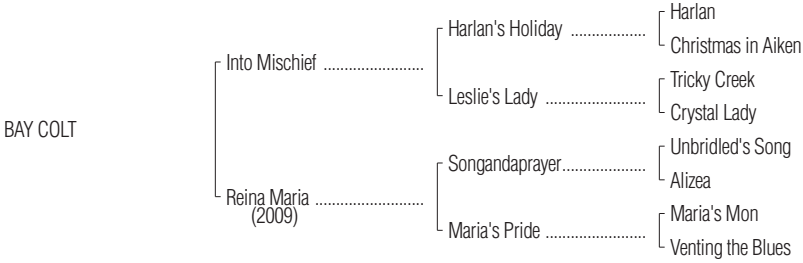 Harlan
Harlan's Holiday ...................
Christmas in Aiken
Into Mischief ........................
Tricky Creek
Leslie's Lady ........................
Crystal Lady
BAY COLT
Unbridled's Song
Songandaprayer....................
Alizea
Reina Maria ..........................
(2009)
Maria's Mon
Maria's Pride ........................
Venting the Blues